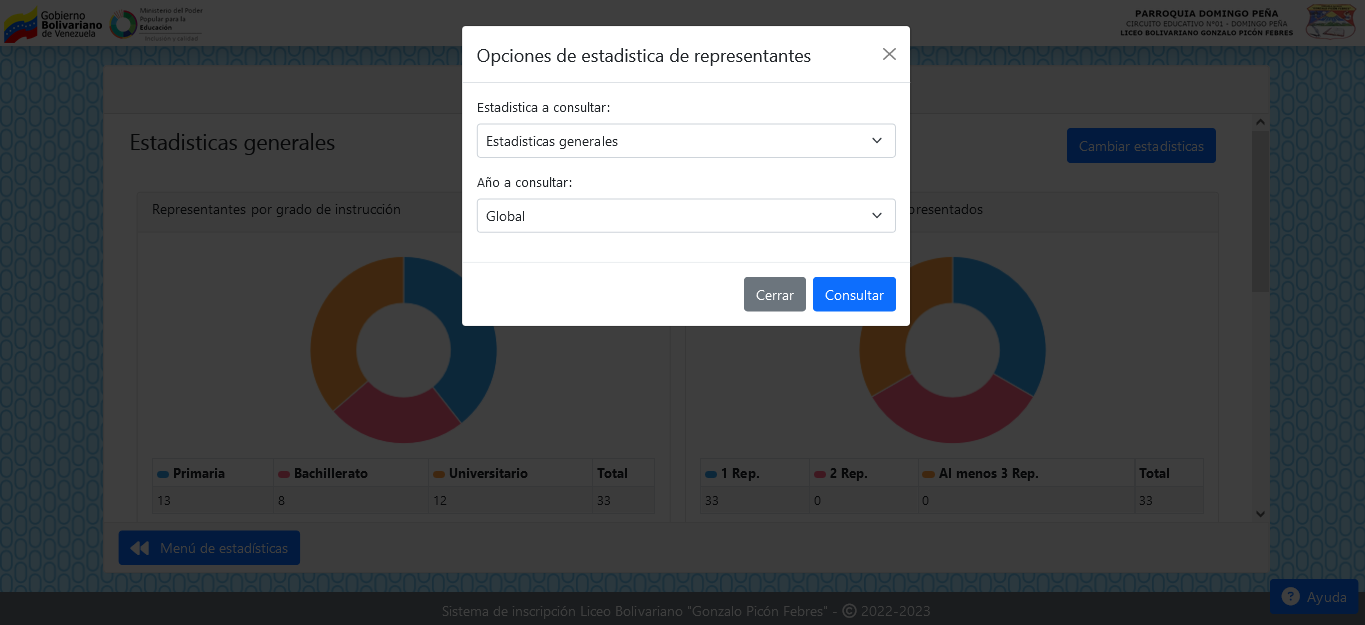 Gobierno
Bolivariano
de Venezuela
Ministerio del Poder
Popular para la
Educación
PARROQUIA DOMINGO PEÑA
CIRCUITO EDUCATIVO N°01 - DOMINGO PEÑA
LICEO BOLIVARIANO GONZALO PICÓN FEBRES
Opciones de estadistica de representantes
Estadistica a consultar:
Estadisticas generales
Año a consultar:
Global
Cerrar
Consultar
Estadisticas generales
Cambiar estadisticas
Representantes por grado de instrucción
presentados
Primaria Bachillerato Universitario Total
13 8 12 33
1 Rep. 2 Rep. Al menos 3 Rep. Total
33 0 0 33
Menú de estadísticas
Ayuda
Sistema de inscripción Liceo Bolivariano "Gonzalo Picón Febres" - © 2022-2023